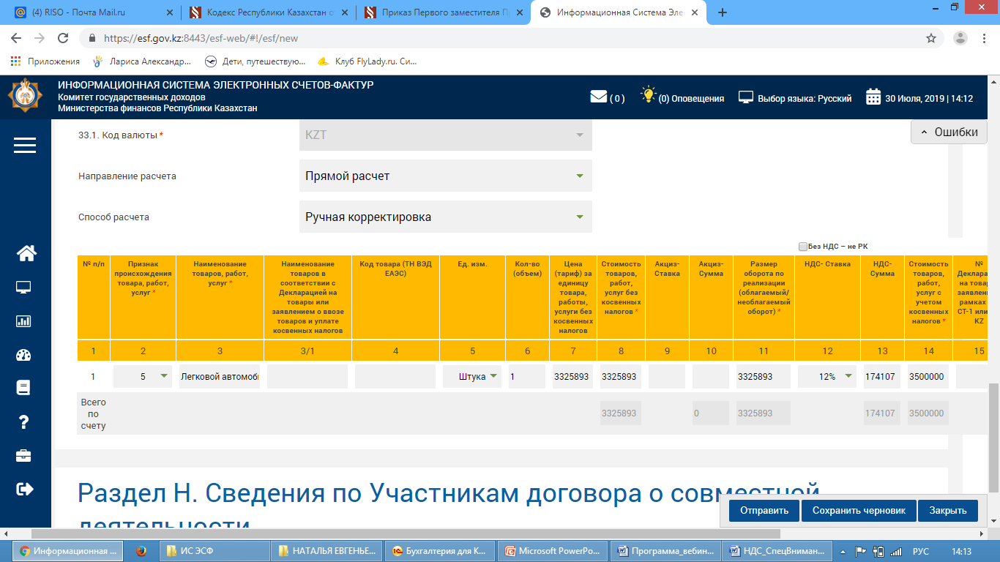 (4) RISO – Почта Mail.ru
Кодекс Республики Казахстан о
Приказ Первого заместителя П
Информационная Система Эле
https://esf.gov.kz:8443/esf-web/#!/esf/new
Приложения
Лариса Александр...
Дети, путешествую...
Клуб FlyLady.ru. Си...
ИНФОРМАЦИОННАЯ СИСТЕМА ЭЛЕКТРОННЫХ СЧЕТОВ-ФАКТУР
Комитет государственных доходов
Министерства финансов Республики Казахстан
( 0 )
(0) Оповещения
Выбор языка: Русский
30 Июля, 2019 | 14:12
Ошибки
33.1. Код валюты *
KZT
Направление расчета
Прямой расчет
Способ расчета
Ручная корректировка
Без НДС – не РК
№ п/п
Признак
происхождения
товара, работ,
услуг *
Наименование
товаров, работ,
услуг *
Наименование
товаров в
соответствии с
Декларацией на
товары или
заявлением о ввозе
товаров и уплате
косвенных налогов
Код товара (ТН ВЭД
ЕАЭС)
Ед. изм.
Кол-во
(объем)
Цена
(тариф) за
единицу
товара,
работы,
услуги без
косвенных
налогов
Стоимость
товаров,
работ,
услуг без
косвенных
налогов *
Акциз-
Ставка
Акциз-
Сумма
Размер
оборота по
реализации
(облагаемый/
необлагаемый
оборот) *
НДС- Ставка
НДС-
Сумма
Стоимость
товаров,
работ,
услуг с
учетом
косвенных
налогов *
№
Деклара
на товар
заявлени
рамках
СТ-1 или
KZ
1 2 3 3/1 4 5 6 7 8 9 10 11 12 13 14 15
1 5 Легковой автомоби Штука 1 3325893 3325893 3325893 12% 174107 3500000
Всего
по
счету
3325893 0 3325893 174107 3500000
Раздел Н. Сведения по Участникам договора о совместной
деятельности
Отправить
Сохранить черновик
Закрыть
Информационная ...
ИС ЭСФ
НАТАЛЬЯ ЕВГЕНЬЕ...
Бухгалтерия для К...
Microsoft PowerPo...
Программа_вебин...
НДС_СпецВниман...
РУС
14:13